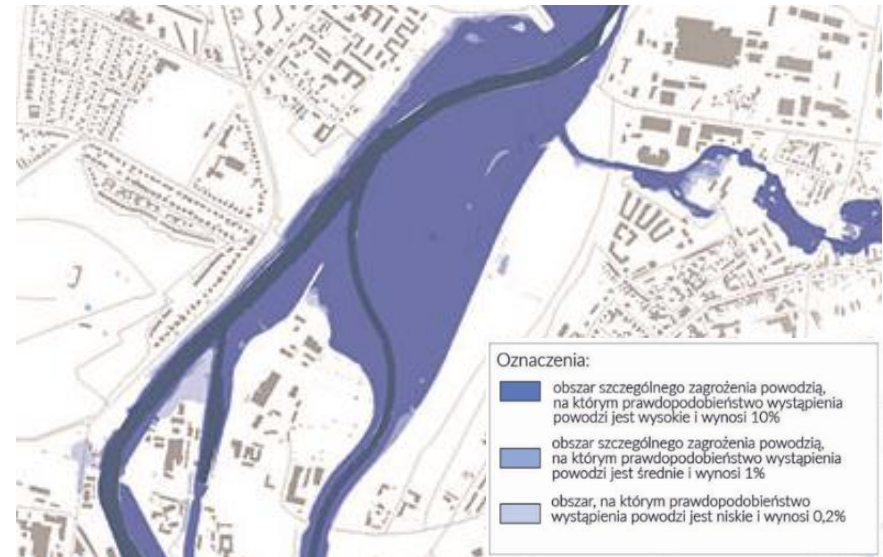 Oznaczenia:
obszar szczególnego zagrożenia powodzią,
na którym prawdopodobieństwo wystąpienia
powodzi jest wysokie i wynosi 10%
obszar szczególnego zagrożenia powodzią,
na którym prawdopodobieństwo wystąpienia
powodzi jest średnie i wynosi 1%
obszar, na którym prawdopodobieństwo
wystąpienia powodzi jest niskie i wynosi 0,2%